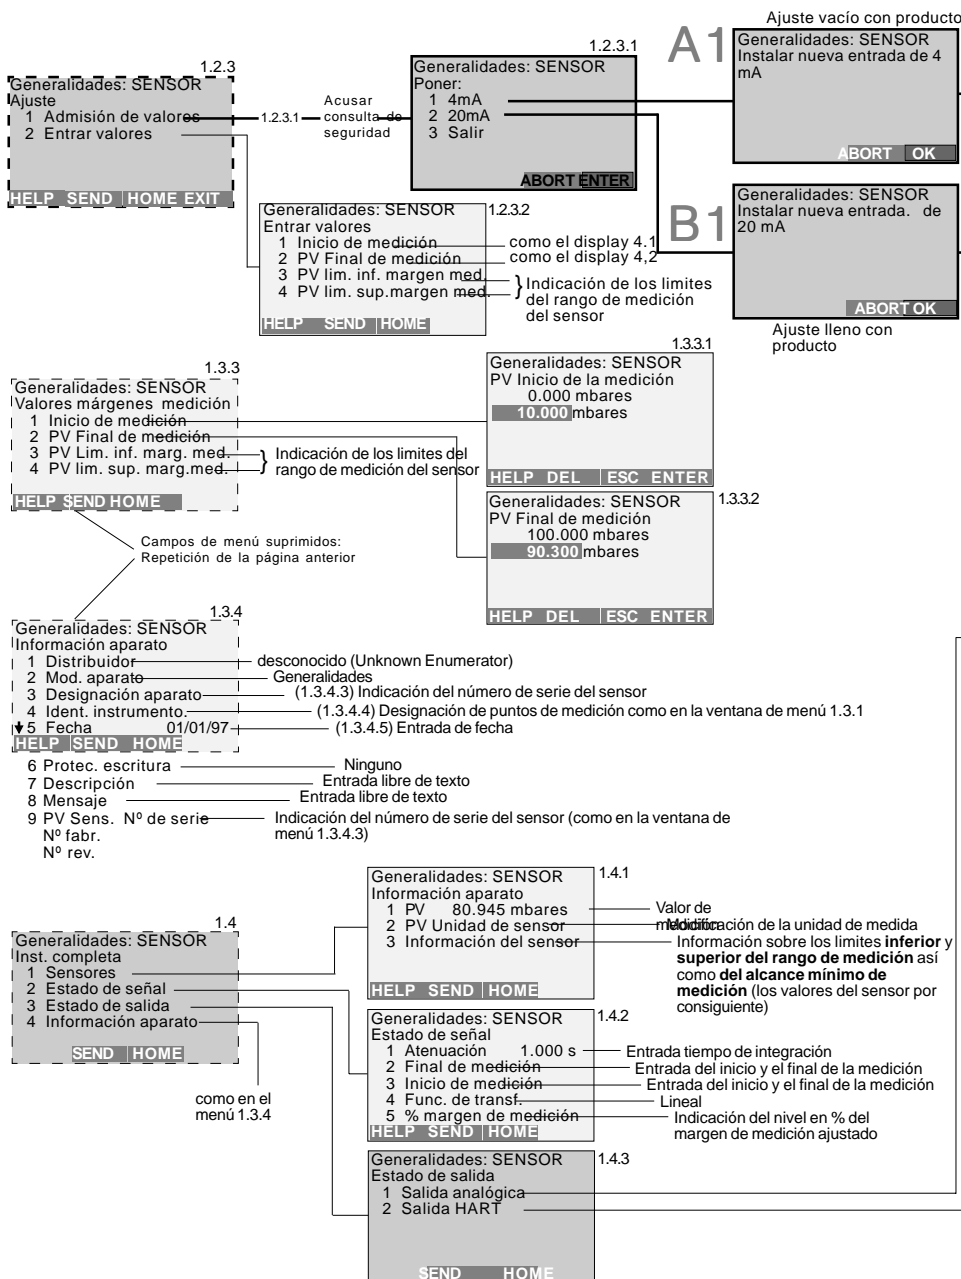 Ajuste vacío con producto
A1
Generalidades: SENSOR
Instalar nueva entrada de 4
mA
ABORT OK
1.2.3.1
Generalidades: SENSOR
Poner:
1 4mA
2 20mA
3 Salir
ABORT ENTER
1.2.3
Generalidades: SENSOR
Ajuste
1 Admisión de valores
2 Entrar valores
HELP SEND HOME EXIT
1.2.3.1
Acusar
consulta de
seguridad
B1
Generalidades: SENSOR
Instalar nueva entrada. de
20 mA
ABORT OK
Ajuste lleno con
producto
1.2.3.2
Generalidades: SENSOR
Entrar valores
1 Inicio de medición
2 PV Final de medición
3 PV lim. inf. margen med.
4 PV lim. sup.margen med.
HELP SEND HOME
como el display 4.1
como el display 4,2
} Indicación de los limites
del rango de medición
del sensor
1.3.3
Generalidades: SENSOR
Valores márgenes medición
1 Inicio de medición
2 PV Final de medición
3 PV Lim. inf. marg. med.
4 PV lim. sup. marg.med.
HELP SEND HOME
} Indicación de los limites del
rango de medición del sensor
1.3.3.1
Generalidades: SENSOR
PV Inicio de la medición
0.000 mbares
10.000 mbares
HELP DEL ESC ENTER
1.3.3.2
Generalidades: SENSOR
PV Final de medición
100.000 mbares
90.300 mbares
HELP DEL ESC ENTER
Campos de menú suprimidos:
Repetición de la página anterior
1.3.4
Generalidades: SENSOR
Información aparato
1 Distribuidor
2 Mod. aparato
3 Designación aparato
4 Ident. instrumento.
5 Fecha 01/01/97
HELP SEND HOME
6 Protec. escritura
7 Descripción
8 Mensaje
9 PV Sens. Nº de serie
Nº fabr.
Nº rev.
desconocido (Unknown Enumerator)
Generalidades
(1.3.4.3) Indicación del número de serie del sensor
(1.3.4.4) Designación de puntos de medición como en la ventana de menú 1.3.1
(1.3.4.5) Entrada de fecha
Ninguno
Entrada libre de texto
Entrada libre de texto
Indicación del número de serie del sensor (como en la ventana de
menú 1.3.4.3)
1.4
Generalidades: SENSOR
Inst. completa
1 Sensores
2 Estado de señal
3 Estado de salida
4 Información aparato
SEND HOME
como en el
menú 1.3.4
1.4.1
Generalidades: SENSOR
Información aparato
1 PV 80.945 mbares
2 PV Unidad de sensor
3 Información del sensor
HELP SEND HOME
Valor de
medición
Modificación de la unidad de medida
Información sobre los limites inferior y
superior del rango de medición así
como del alcance mínimo de
medición (los valores del sensor por
consiguiente)
1.4.2
Generalidades: SENSOR
Estado de señal
1 Atenuación 1.000 s
2 Final de medición
3 Inicio de medición
4 Func. de transf.
5 % margen de medición
HELP SEND HOME
Entrada tiempo de integración
Entrada del inicio y el final de la medición
Entrada del inicio y el final de la medición
Lineal
Indicación del nivel en % del
margen de medición ajustado
1.4.3
Generalidades: SENSOR
Estado de salida
1 Salida analógica
2 Salida HART
SEND HOME